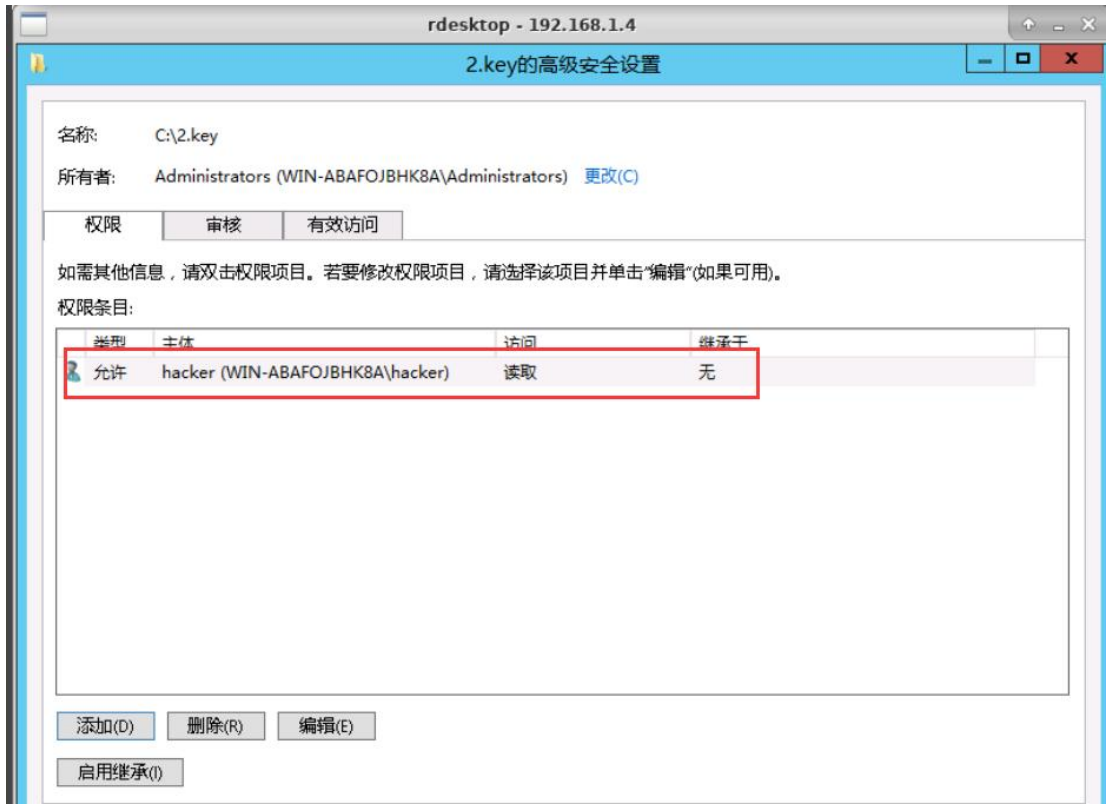 rdesktop - 192.168.1.4
2.key的高级安全设置
名称: C:\2.key
所有者: Administrators (WIN-ABAFOJBHK8A\Administrators) 更改(C)
权限 审核 有效访问
如需其他信息，请双击权限项目。若要修改权限项目，请选择该项目并单击“编辑”(如果可用)。
权限条目:
类型 主体 访问 继承于
允许 hacker (WIN-ABAFOJBHK8A\hacker) 读取 无
添加(D) 删除(R) 编辑(E)
启用继承(I)